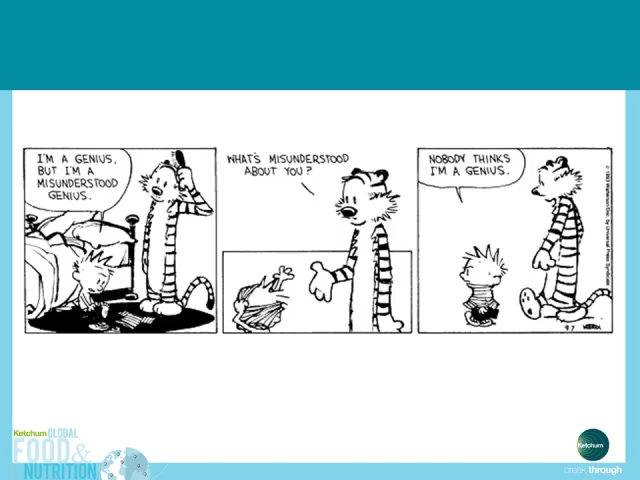 I'M A GENIUS,
BUT I'M A
MISUNDERSTOOD
GENIUS.
WHAT'S MISUNDERSTOOD
ABOUT YOU?
NOBODY THINKS
I'M A GENIUS.
Ketchum GLOBAL
FOOD &
NUTRITION
Ketchum
break through